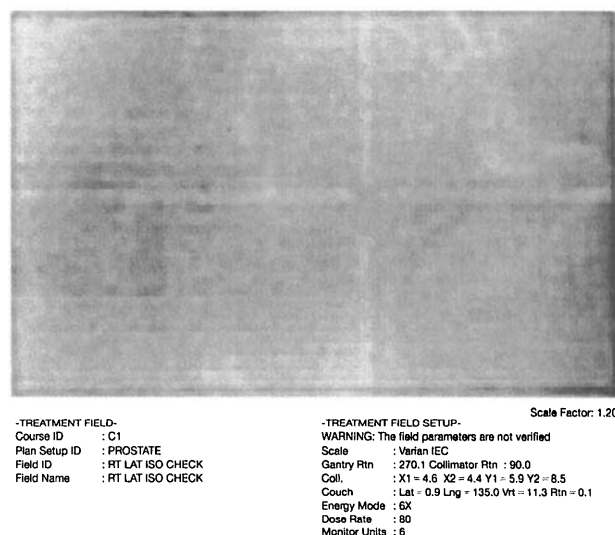 Scale Factor: 1.20
-TREATMENT FIELD-
Course ID : C1
Plan Setup ID : PROSTATE
Field ID : RT LAT ISO CHECK
Field Name : RT LAT ISO CHECK
-TREATMENT FIELD SETUP-
WARNING: The field parameters are not verified
Scale : Varian IEC
Gantry Rtn : 270.1 Collimator Rtn : 90.0
Coll. : X1 = 4.6 X2 = 4.4 Y1 = 5.9 Y2 = 8.5
Couch : Lat = 0.9 Lng = 135.0 Vrt = 11.3 Rtn = 0.1
Energy Mode : 6X
Dose Rate : 80
Monitor Units : 6